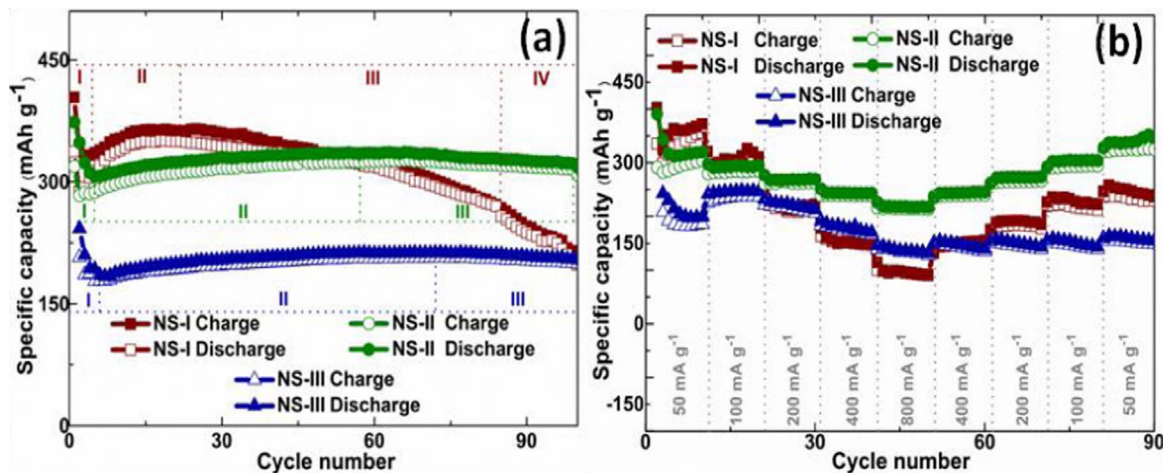 (a)
Specific capacity (mAh g⁻¹)
450
300
150
0
I II III IV
I II III
I II III
NS-I Charge
NS-I Discharge
NS-II Charge
NS-II Discharge
NS-III Charge
NS-III Discharge
0 30 60 90
Cycle number
(b)
Specific capacity (mAh g⁻¹)
450
300
150
0
-150
NS-I Charge
NS-I Discharge
NS-II Charge
NS-II Discharge
NS-III Charge
NS-III Discharge
50 mA g⁻¹
100 mA g⁻¹
200 mA g⁻¹
400 mA g⁻¹
800 mA g⁻¹
400 mA g⁻¹
200 mA g⁻¹
100 mA g⁻¹
50 mA g⁻¹
0 30 60 90
Cycle number